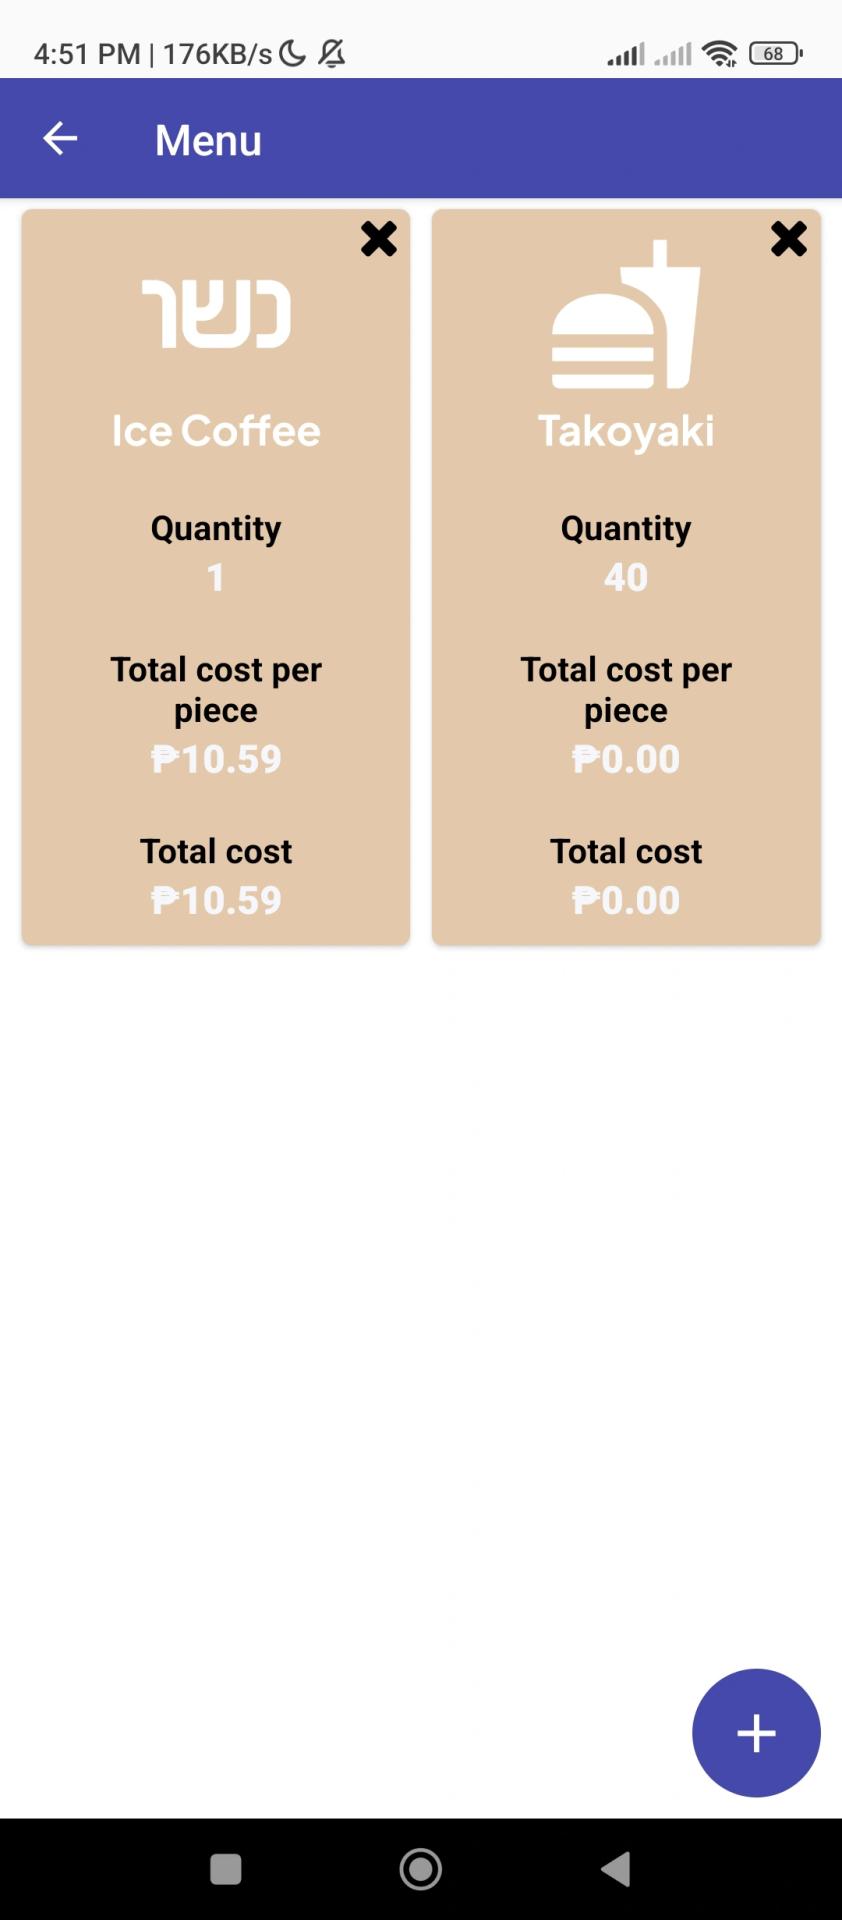 4:51 PM | 176KB/s
68
Menu
כשר
Ice Coffee
Quantity
1
Total cost per
piece
₱10.59
Total cost
₱10.59
Takoyaki
Quantity
40
Total cost per
piece
₱0.00
Total cost
₱0.00